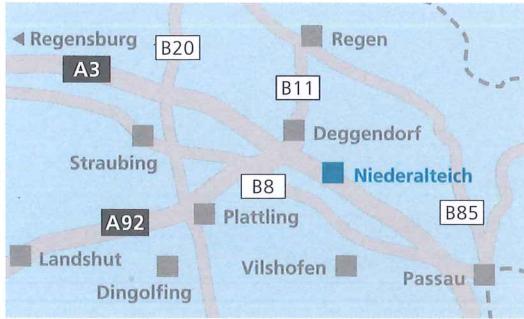 Regensburg
B20
Regen
A3
B11
Deggendorf
Straubing
Niederalteich
B8
A92
Plattling
B85
Landshut
Vilshofen
Passau
Dingolfing